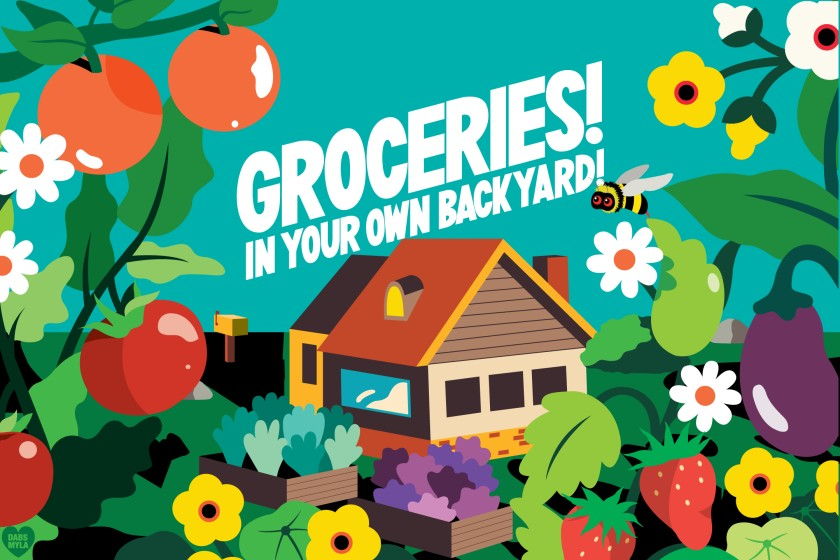 GROCERIES!
IN YOUR OWN BACKYARD!
DABS
MYLA